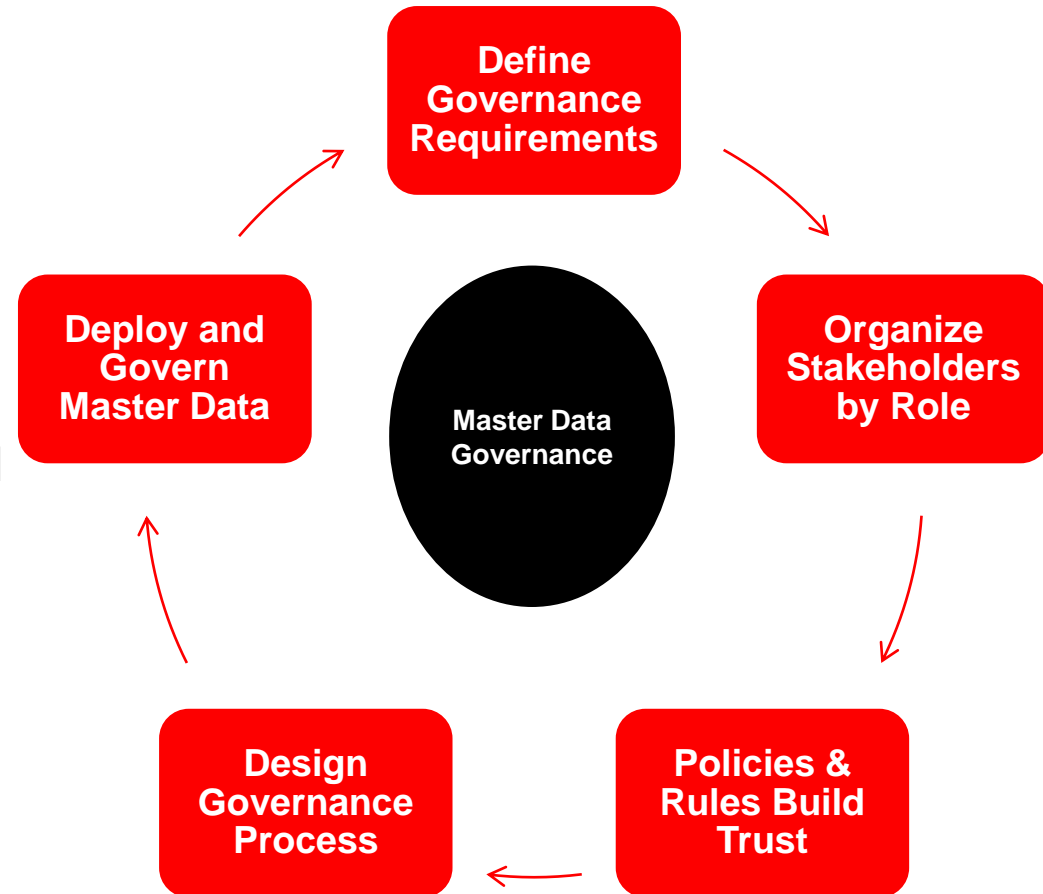 Define
Governance
Requirements
Organize
Stakeholders
by Role
Policies &
Rules Build
Trust
Design
Governance
Process
Deploy and
Govern
Master Data
Master Data
Governance